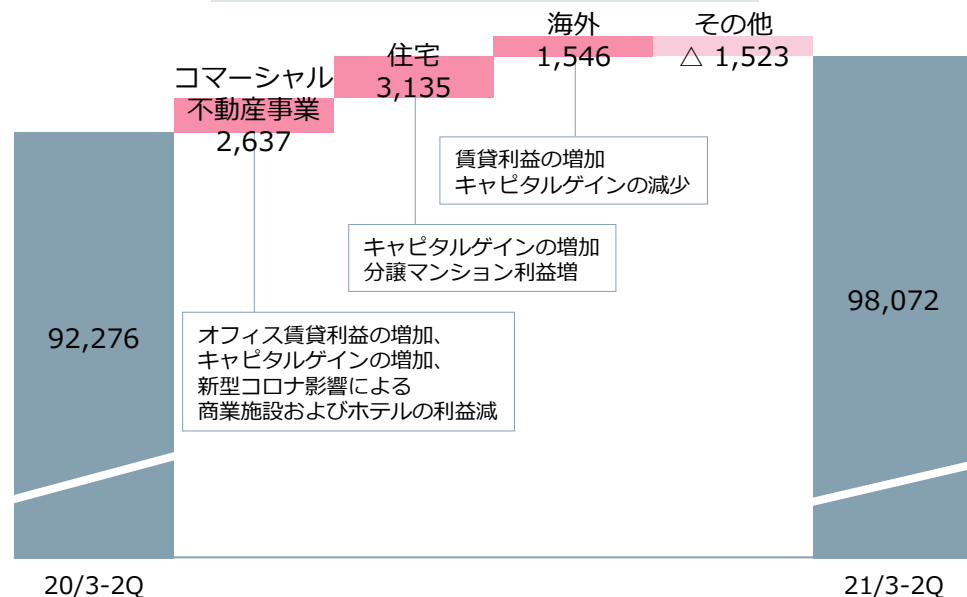 海外
1,546
その他
△ 1,523
住宅
3,135
コマーシャル
不動産事業
2,637
賃貸利益の増加
キャピタルゲインの減少
キャピタルゲインの増加
分譲マンション利益増
オフィス賃貸利益の増加、
キャピタルゲインの増加、
新型コロナ影響による
商業施設およびホテルの利益減
92,276
98,072
20/3-2Q
21/3-2Q